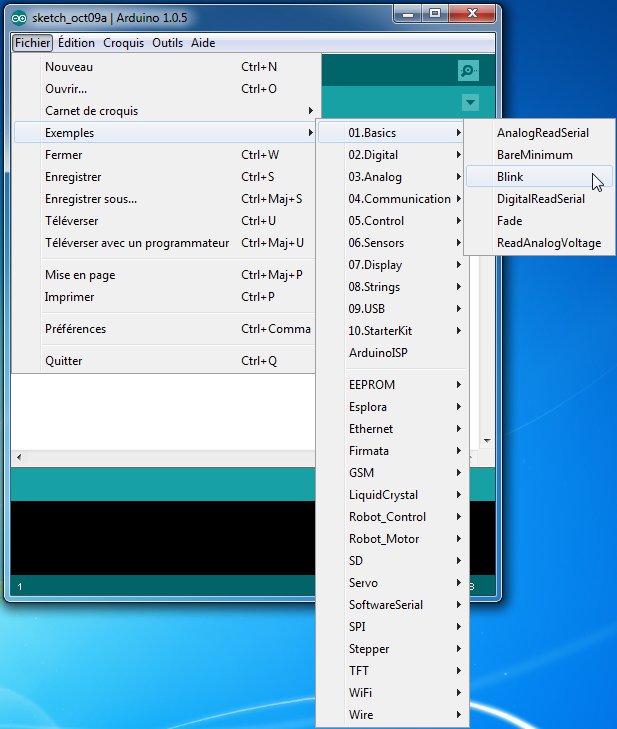 sketch_oct09a | Arduino 1.0.5
Fichier Édition Croquis Outils Aide
Nouveau Ctrl+N
Ouvrir... Ctrl+O
Carnet de croquis
Exemples
Fermer Ctrl+W
Enregistrer Ctrl+S
Enregistrer sous... Ctrl+Maj+S
Téléverser Ctrl+U
Téléverser avec un programmateur Ctrl+Maj+U
Mise en page Ctrl+Maj+P
Imprimer Ctrl+P
Préférences Ctrl+Comma
Quitter Ctrl+Q
01.Basics
02.Digital
03.Analog
04.Communication
05.Control
06.Sensors
07.Display
08.Strings
09.USB
10.StarterKit
ArduinoISP
EEPROM
Esplora
Ethernet
Firmata
GSM
LiquidCrystal
Robot_Control
Robot_Motor
SD
Servo
SoftwareSerial
SPI
Stepper
TFT
WiFi
Wire
AnalogReadSerial
BareMinimum
Blink
DigitalReadSerial
Fade
ReadAnalogVoltage
1